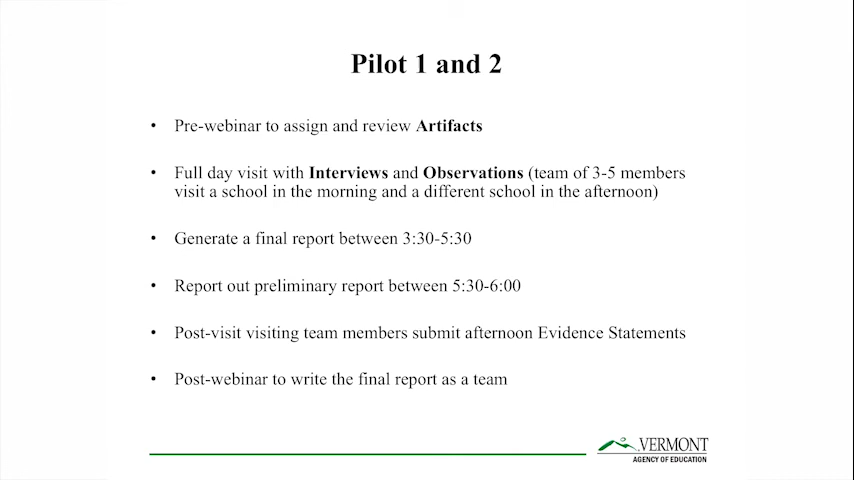 Pilot 1 and 2
• Pre-webinar to assign and review Artifacts
• Full day visit with Interviews and Observations (team of 3-5 members
visit a school in the morning and a different school in the afternoon)
• Generate a final report between 3:30-5:30
• Report out preliminary report between 5:30-6:00
• Post-visit visiting team members submit afternoon Evidence Statements
• Post-webinar to write the final report as a team
VERMONT
AGENCY OF EDUCATION